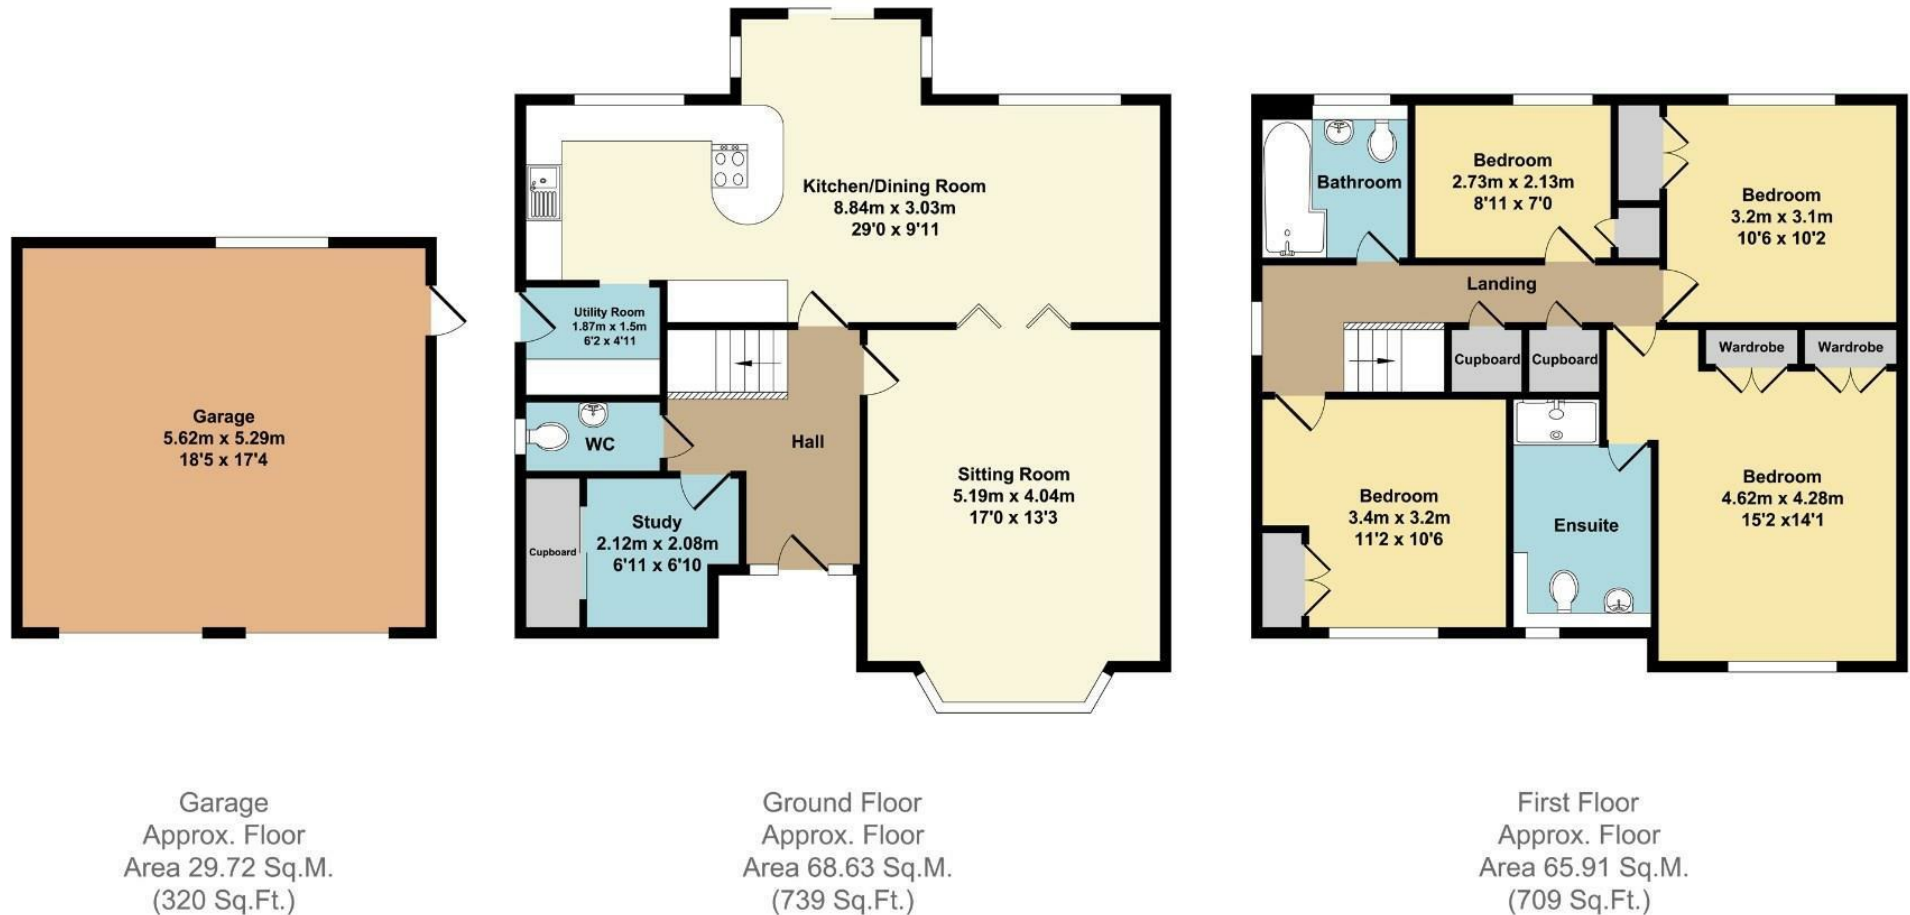 Garage
5.62m x 5.29m
18'5 x 17'4
Garage
Approx. Floor
Area 29.72 Sq.M.
(320 Sq.Ft.)
Kitchen/Dining Room
8.84m x 3.03m
29'0 x 9'11
Utility Room
1.87m x 1.5m
6'2 x 4'11
WC
Hall
Cupboard
Study
2.12m x 2.08m
6'11 x 6'10
Sitting Room
5.19m x 4.04m
17'0 x 13'3
Ground Floor
Approx. Floor
Area 68.63 Sq.M.
(739 Sq.Ft.)
Bathroom
Bedroom
2.73m x 2.13m
8'11 x 7'0
Bedroom
3.2m x 3.1m
10'6 x 10'2
Landing
Cupboard
Cupboard
Wardrobe
Wardrobe
Bedroom
3.4m x 3.2m
11'2 x 10'6
Ensuite
Bedroom
4.62m x 4.28m
15'2 x14'1
First Floor
Approx. Floor
Area 65.91 Sq.M.
(709 Sq.Ft.)